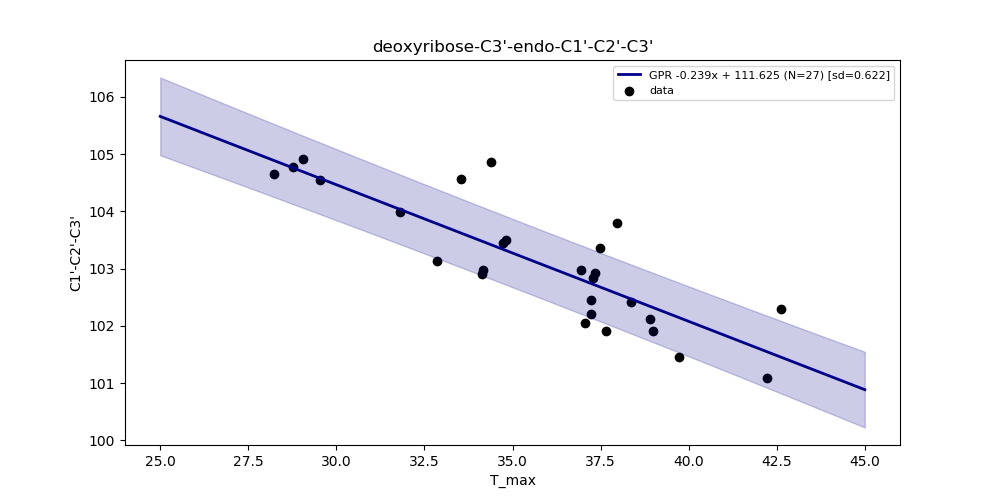 deoxyribose-C3'-endo-C1'-C2'-C3'
GPR -0.239x + 111.625 (N=27) [sd=0.622]
data
106
105
104
103
102
101
100
C1'-C2'-C3'
25.0 27.5 30.0 32.5 35.0 37.5 40.0 42.5 45.0
T_max